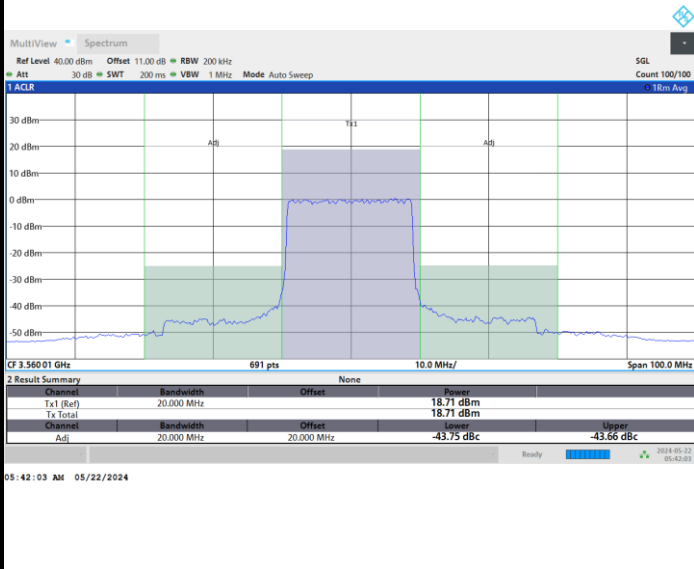 MultiView Spectrum
Ref Level 40.00 dBm Offset 11.00 dB RBW 200 kHz SGL
Att 30 dB SWT 200 ms VBW 1 MHz Mode Auto Sweep Count 100/100
1 ACLR 1Rm Avg
30 dBm
Tx1
20 dBm
Adj Adj
10 dBm
0 dBm
-10 dBm
-20 dBm
-30 dBm
-40 dBm
-50 dBm
CF 3.56001 GHz 691 pts 10.0 MHz/ Span 100.0 MHz
2 Result Summary None
Channel Bandwidth Offset Power
Tx1 (Ref) 20.000 MHz 18.71 dBm
Tx Total 18.71 dBm
Channel Bandwidth Offset Lower Upper
Adj 20.000 MHz 20.000 MHz -43.75 dBc -43.66 dBc
Ready 2024-05-22
05:42:03
05:42:03 AM 05/22/2024